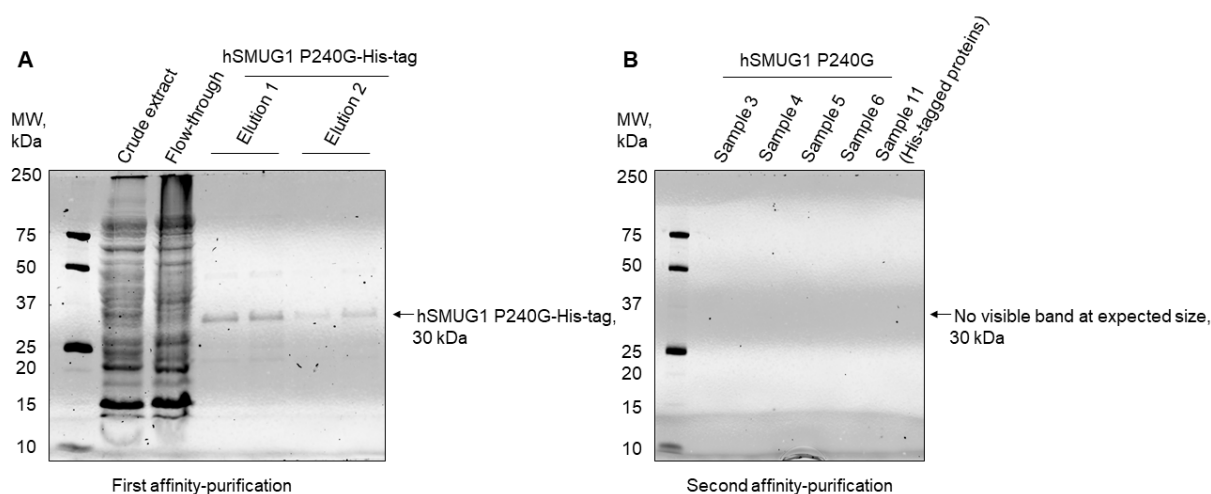 A
hSMUG1 P240G-His-tag
MW,
kDa
Crude extract
Flow-through
Elution 1
Elution 2
250
75
50
37
25
20
15
10
hSMUG1 P240G-His-tag,
30 kDa
First affinity-purification
B
hSMUG1 P240G
MW,
kDa
Sample 3
Sample 4
Sample 5
Sample 6
Sample 11
(His-tagged proteins)
250
75
50
37
25
20
15
10
No visible band at expected size,
30 kDa
Second affinity-purification